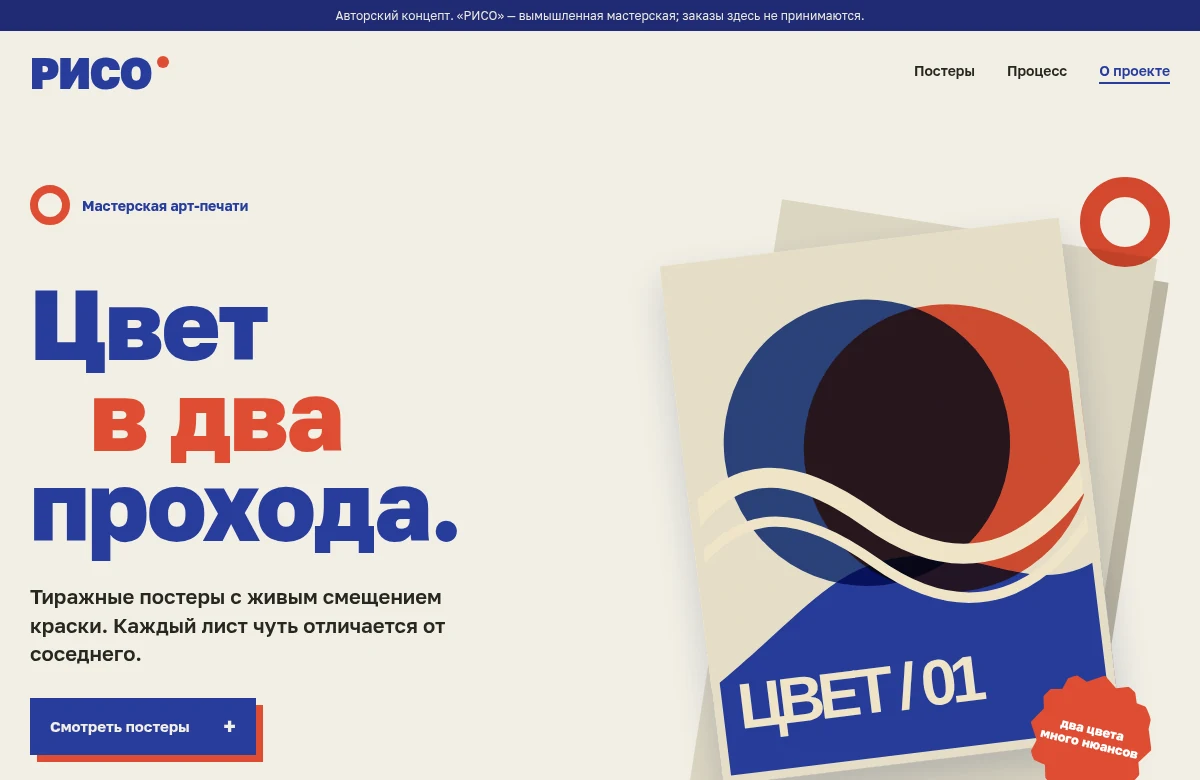 Авторский концепт. «РИСО» — вымышленная мастерская; заказы здесь не принимаются.
РИСО
Постеры
Процесс
О проекте
Мастерская арт-печати
Цвет
в два
прохода.
Тиражные постеры с живым смещением
краски. Каждый лист чуть отличается от
соседнего.
Смотреть постеры +
ЦВЕТ / 01
два цвета
много нюансов